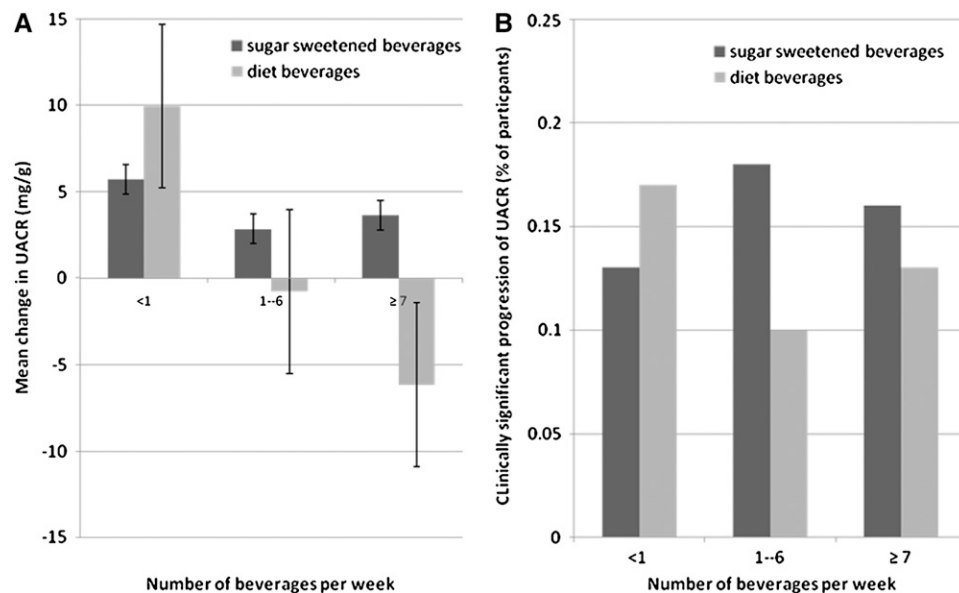 A
sugar sweetened beverages
diet beverages
Mean change in UACR (mg/g)
15
10
5
0
-5
-10
-15
<1
1--6
≥ 7
Number of beverages per week
B
sugar sweetened beverages
diet beverages
CLinically significant progression of UACR (% of particpants)
0.25
0.2
0.15
0.1
0.05
0
<1
1--6
≥ 7
Number of beverages per week